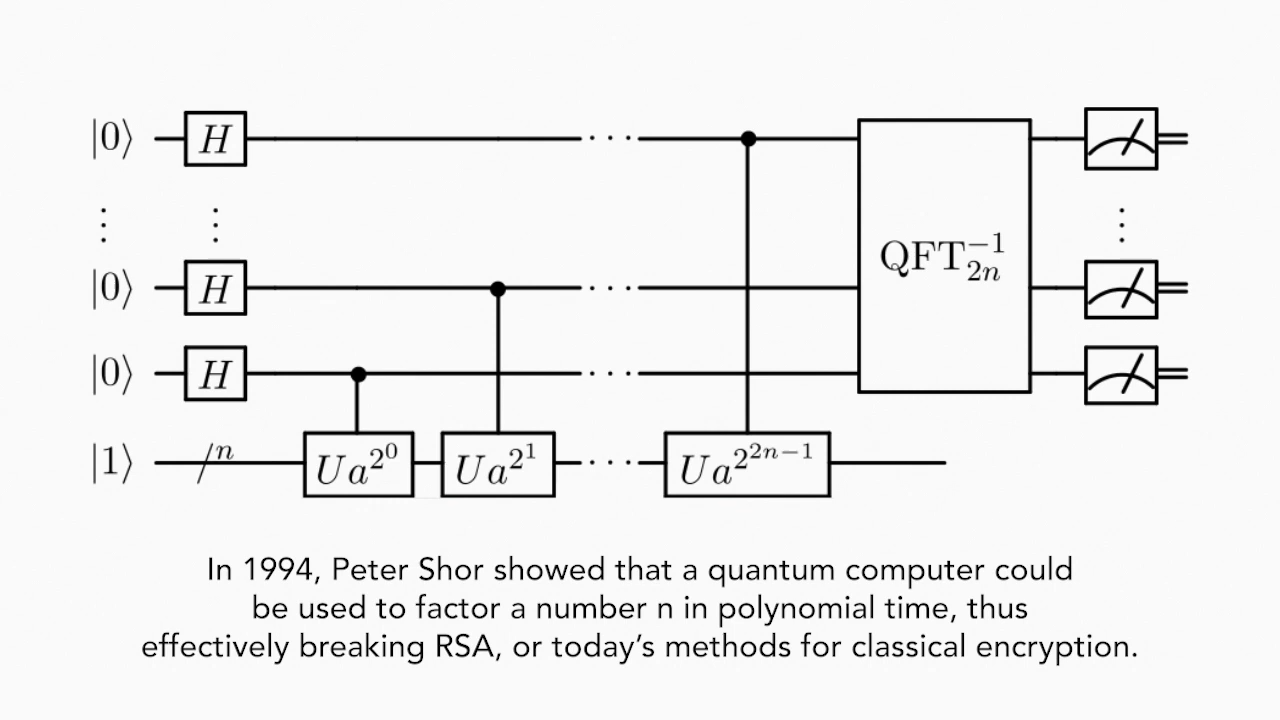 |0⟩ H ··· 
⋮ ⋮ ⋮
|0⟩ H ··· QFT⁻¹₂ₙ
|0⟩ H ···
|1⟩ /n Ua^{2^0} Ua^{2^1} ··· Ua^{2^{2n−1}}
In 1994, Peter Shor showed that a quantum computer could
be used to factor a number n in polynomial time, thus
effectively breaking RSA, or today's methods for classical encryption.